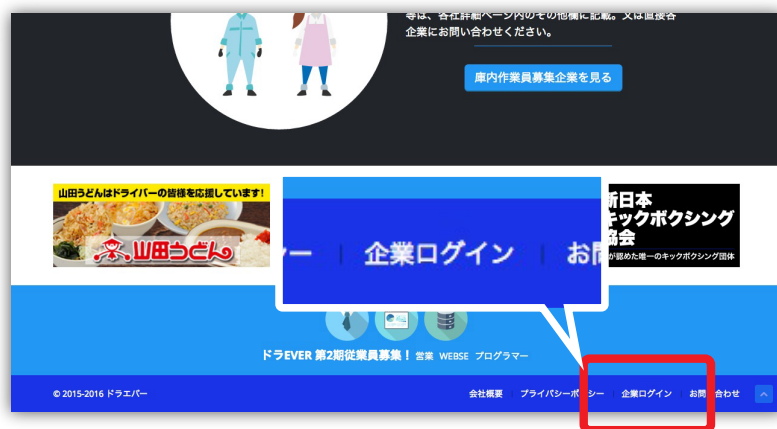 等は、各社詳細ページ内のその他欄に記載。又は直接各
企業にお問い合わせください。
庫内作業員募集企業を見る
山田うどんはドライバーの皆様を応援しています!
山田うどん
新日本
キックボクシング
協会
が認めた唯一のキックボクシング団体
ー 企業ログイン お問
ドラEVER 第2期従業員募集! 営業 WEBSE プログラマー
© 2015-2016 ドラエバー
会社概要 プライバシーポリシー 企業ログイン お問い合わせ